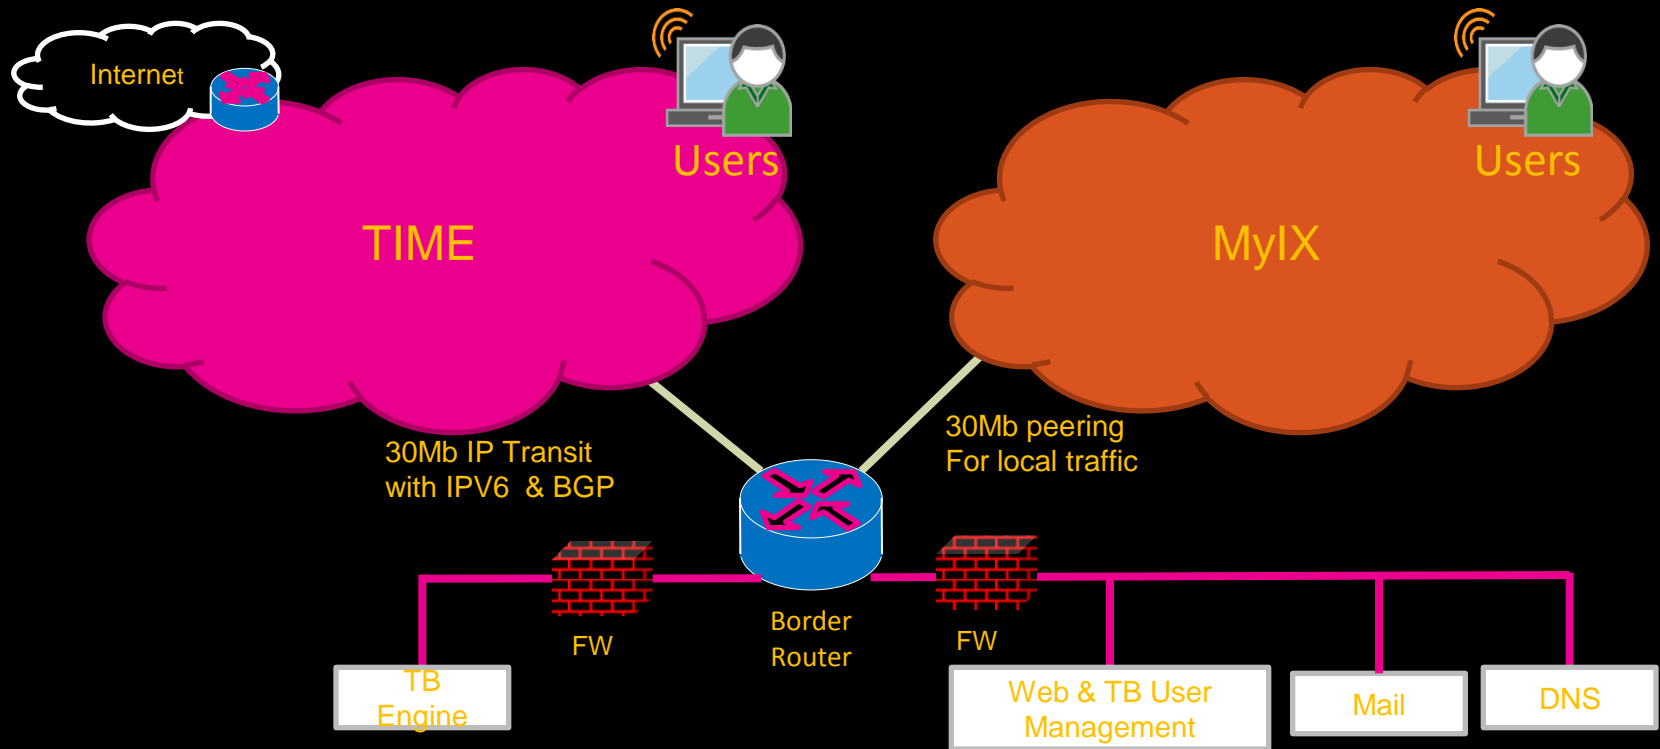 Internet
Users
Users
TIME
MyIX
30Mb IP Transit
with IPV6 & BGP
30Mb peering
For local traffic
Border
Router
FW
FW
TB
Engine
Web & TB User
Management
Mail
DNS